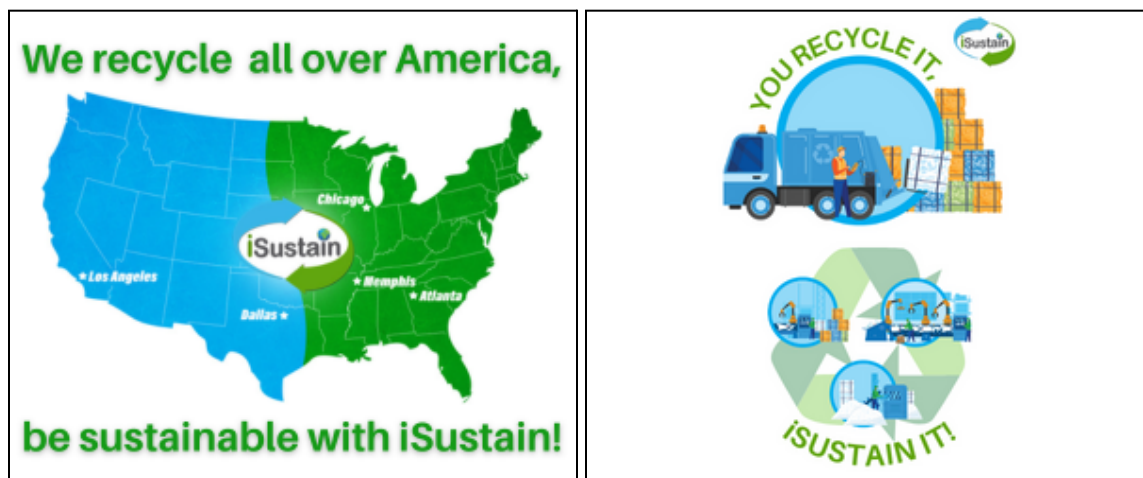 We recycle all over America,
Chicago
iSustain
Los Angeles
Memphis
Atlanta
Dallas
be sustainable with iSustain!
iSustain
YOU RECYCLE IT,
iSUSTAIN IT!